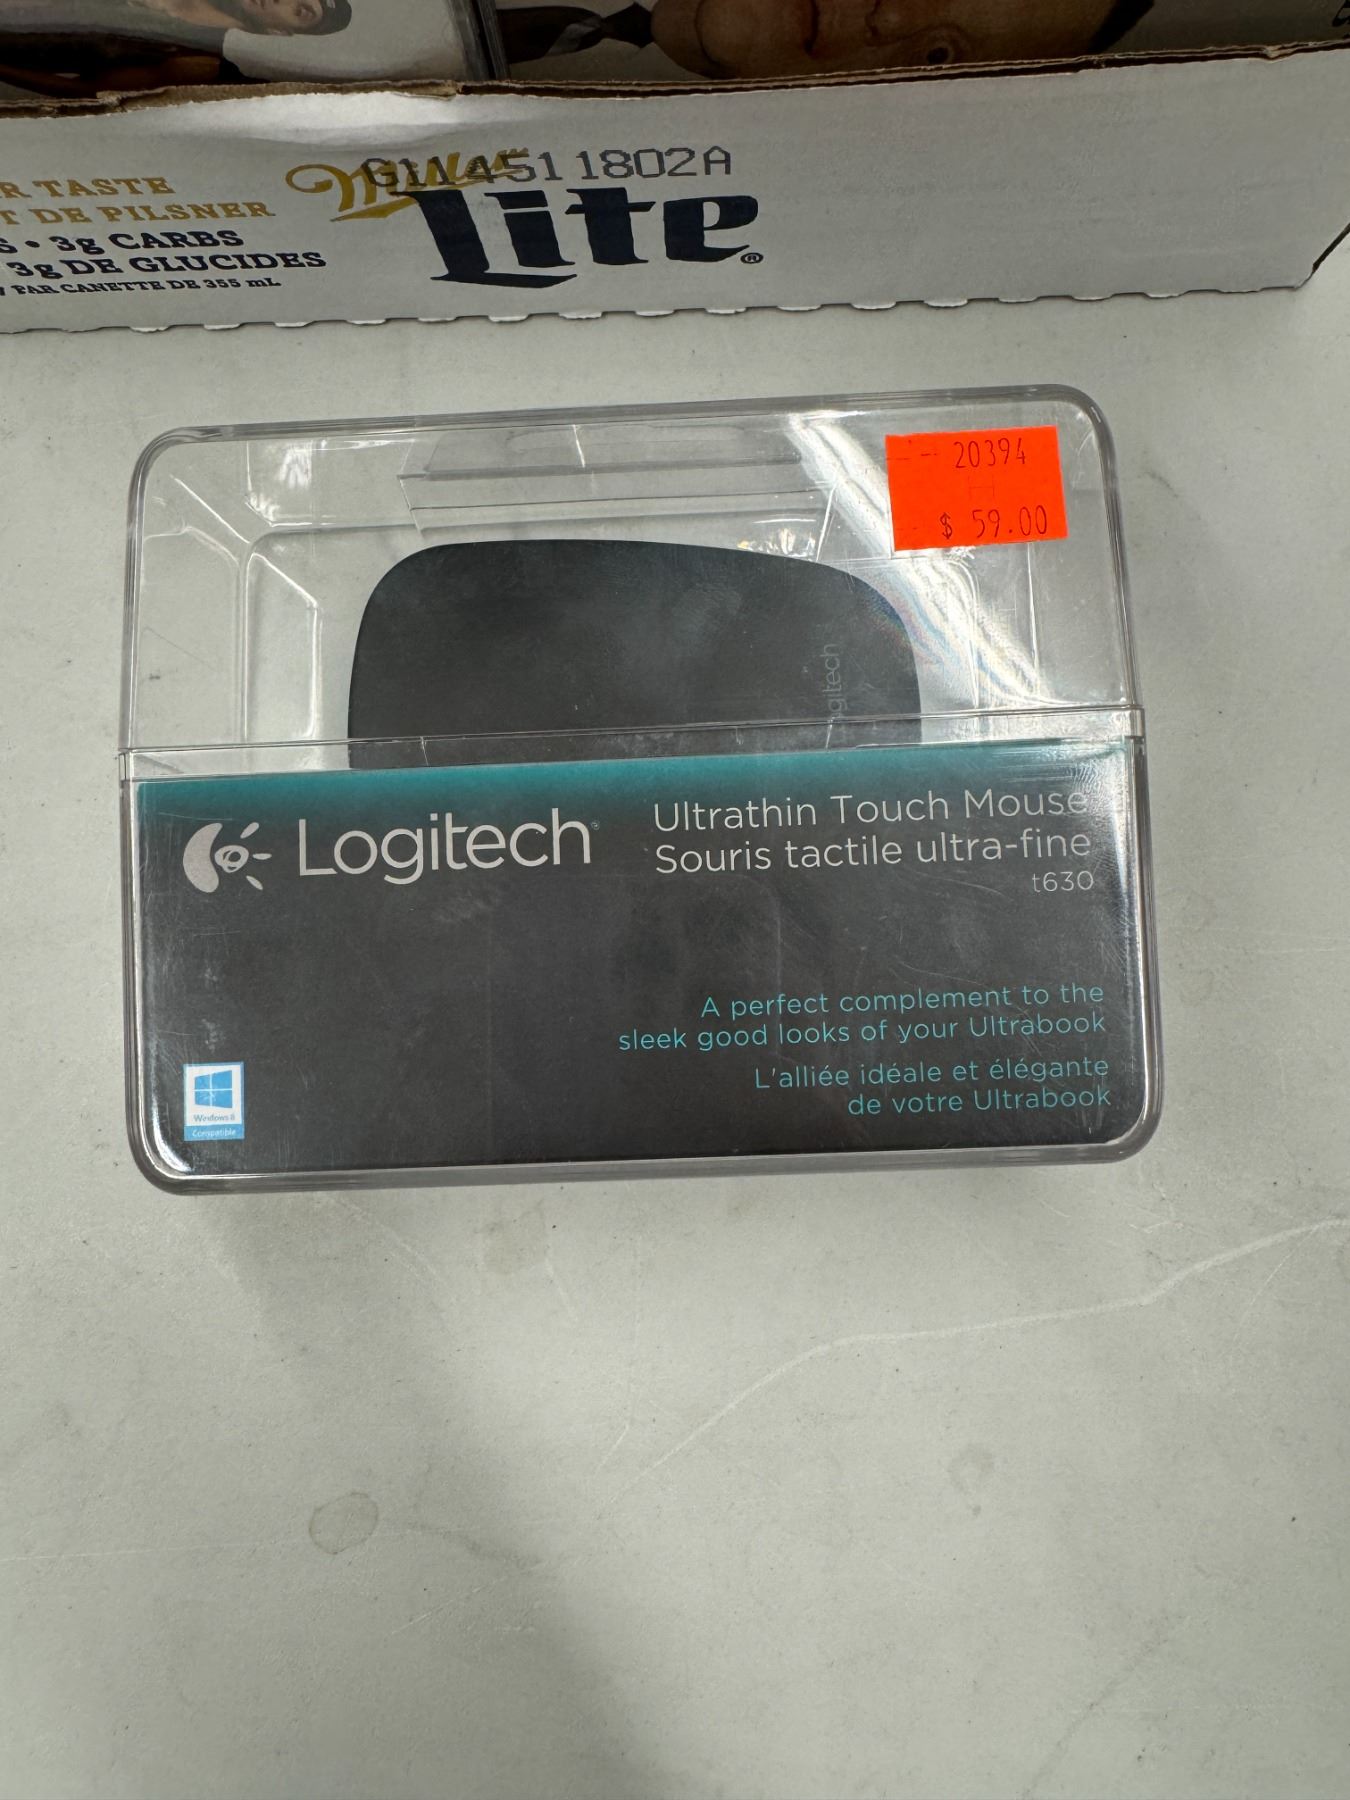 R TASTE
T DE PILSNER
S • 3g CARBS
3g DE GLUCIDES
PAR CANETTE DE 355 mL
Miller
G114511802A
Lite®
20394
H
$ 59.00
logitech
Logitech
Ultrathin Touch Mouse
Souris tactile ultra-fine
t630
A perfect complement to the
sleek good looks of your Ultrabook
L'alliée idéale et élégante
de votre Ultrabook
Windows 8
Compatible